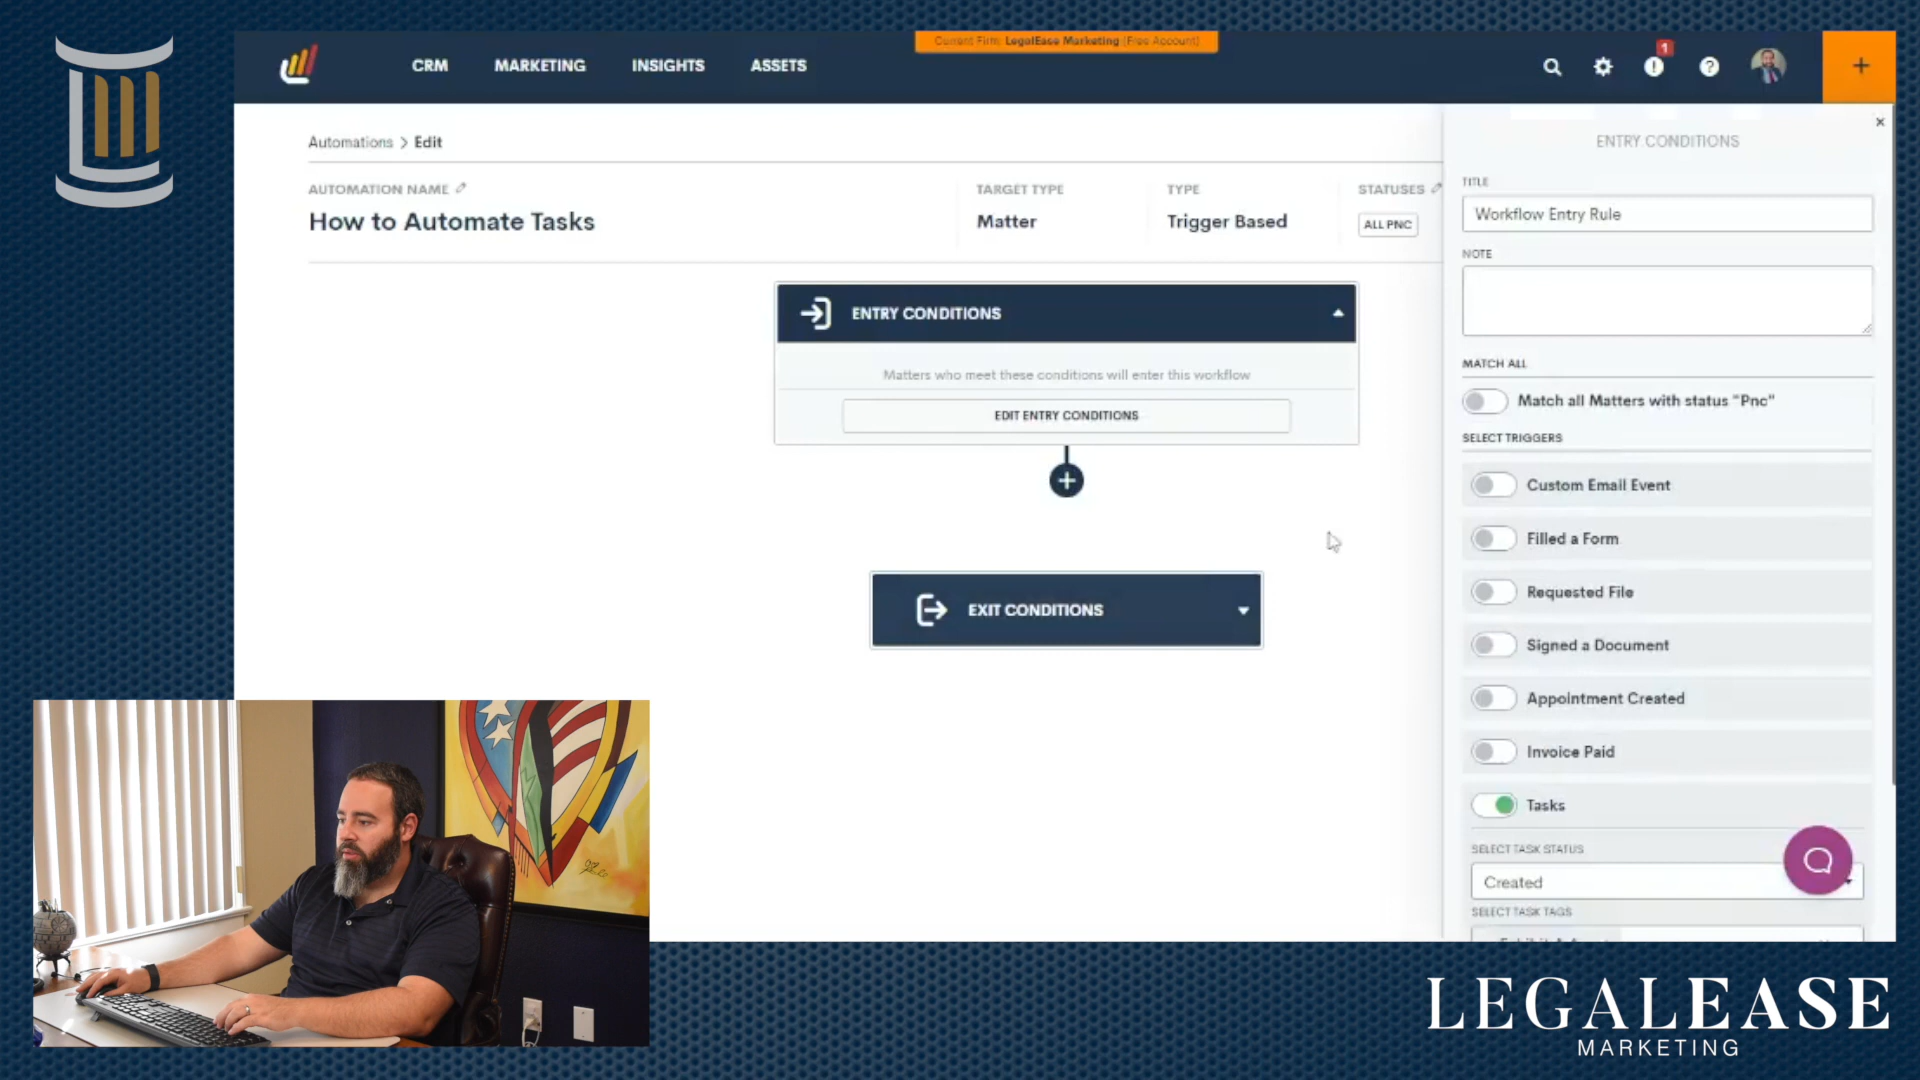 Current Firm: LegalEase Marketing (Free Account)
CRM MARKETING INSIGHTS ASSETS
1
Automations > Edit
AUTOMATION NAME
How to Automate Tasks
TARGET TYPE
Matter
TYPE
Trigger Based
STATUSES
ALL PNC
ENTRY CONDITIONS
Matters who meet these conditions will enter this workflow
EDIT ENTRY CONDITIONS
EXIT CONDITIONS
ENTRY CONDITIONS
TITLE
Workflow Entry Rule
NOTE
MATCH ALL
Match all Matters with status "Pnc"
SELECT TRIGGERS
Custom Email Event
Filled a Form
Requested File
Signed a Document
Appointment Created
Invoice Paid
Tasks
SELECT TASK STATUS
Created
SELECT TASK TAGS
LEGALEASE
MARKETING